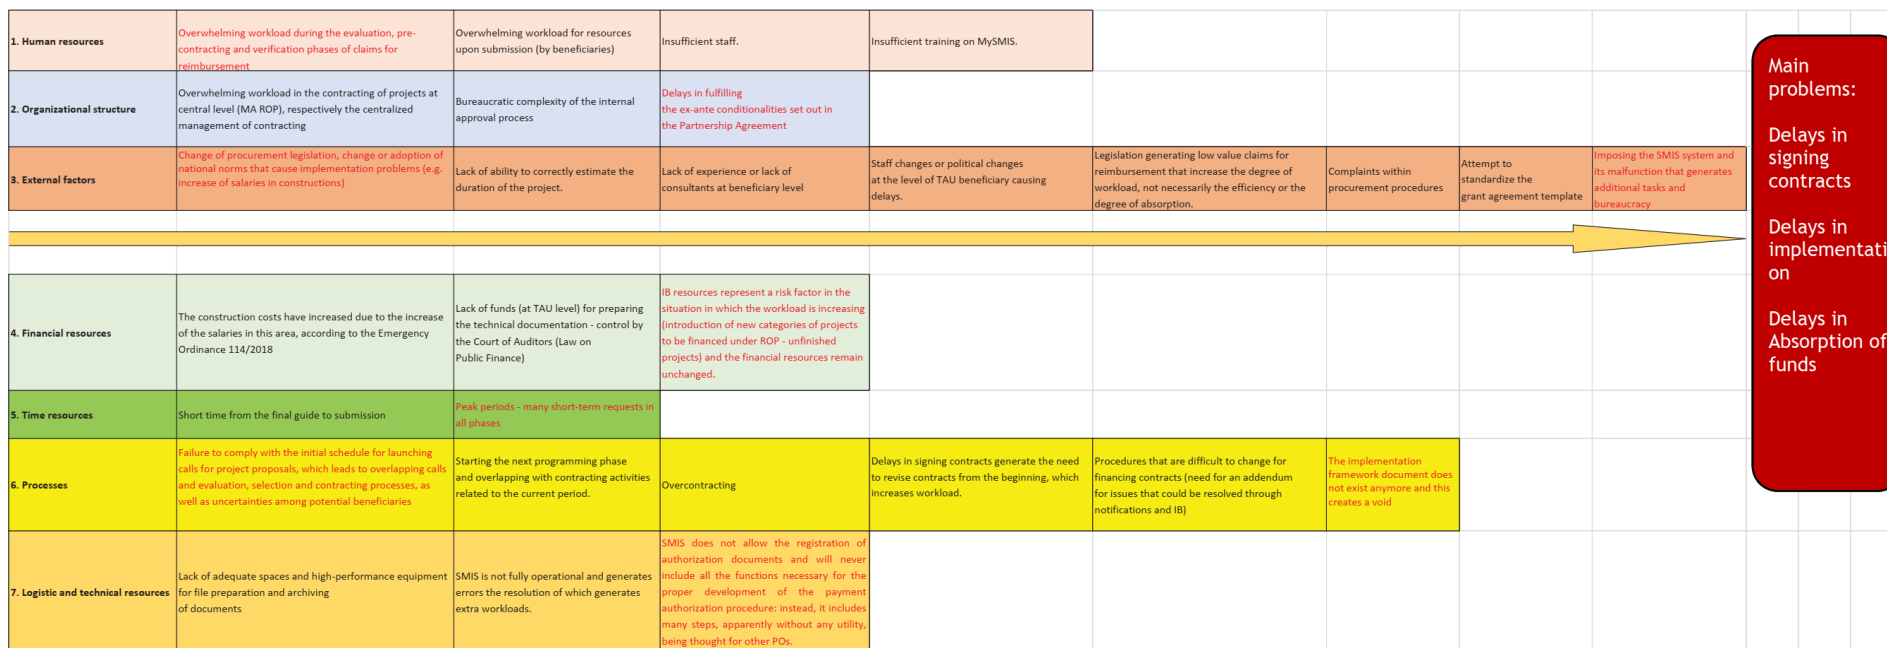 1. Human resources
Overwhelming workload during the evaluation, pre-
contracting and verification phases of claims for
reimbursement
Overwhelming workload for resources
upon submission (by beneficiaries)
Insufficient staff.
Insufficient training on MySMIS.
2. Organizational structure
Overwhelming workload in the contracting of projects at
central level (MA ROP), respectively the centralized
management of contracting
Bureaucratic complexity of the internal
approval process
Delays in fulfilling
the ex-ante conditionalities set out in
the Partnership Agreement
3. External factors
Change of procurement legislation, change or adoption of
national norms that cause implementation problems (e.g.
increase of salaries in constructions)
Lack of ability to correctly estimate the
duration of the project.
Lack of experience or lack of
consultants at beneficiary level
Staff changes or political changes
at the level of TAU beneficiary causing
delays.
Legislation generating low value claims for
reimbursement that increase the degree of
workload, not necessarily the efficiency or the
degree of absorption.
Complaints within
procurement procedures
Attempt to
standardize the
grant agreement template
Imposing the SMIS system and
its malfunction that generates
additional tasks and
bureaucracy
Main
problems:
Delays in
signing
contracts
Delays in
implementati
on
Delays in
Absorption of
funds
4. Financial resources
The construction costs have increased due to the increase
of the salaries in this area, according to the Emergency
Ordinance 114/2018
Lack of funds (at TAU level) for preparing
the technical documentation - control by
the Court of Auditors (Law on
Public Finance)
IB resources represent a risk factor in the
situation in which the workload is increasing
(introduction of new categories of projects
to be financed under ROP - unfinished
projects) and the financial resources remain
unchanged.
5. Time resources
Short time from the final guide to submission
Peak periods - many short-term requests in
all phases
6. Processes
Failure to comply with the initial schedule for launching
calls for project proposals, which leads to overlapping calls
and evaluation, selection and contracting processes, as
well as uncertainties among potential beneficiaries
Starting the next programming phase
and overlapping with contracting activities
related to the current period.
Overcontracting
Delays in signing contracts generate the need
to revise contracts from the beginning, which
increases workload.
Procedures that are difficult to change for
financing contracts (need for an addendum
for issues that could be resolved through
notifications and IB)
The implementation
framework document does
not exist anymore and this
creates a void
7. Logistic and technical resources
Lack of adequate spaces and high-performance equipment
for file preparation and archiving
of documents
SMIS is not fully operational and generates
errors the resolution of which generates
extra workloads.
SMIS does not allow the registration of
authorization documents and will never
include all the functions necessary for the
proper development of the payment
authorization procedure: instead, it includes
many steps, apparently without any utility,
being thought for other POs.